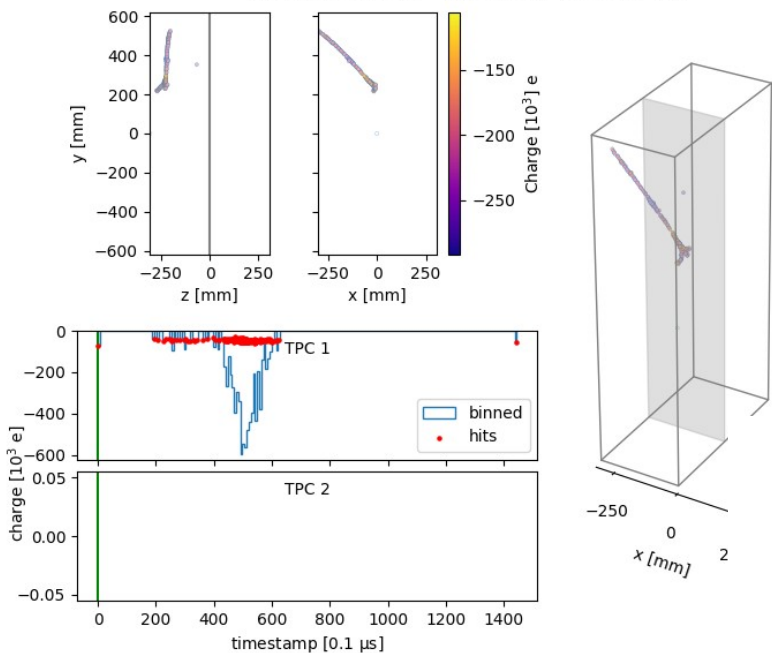 600
400
200
0
−200
−400
−600
y [mm]
−250 0 250
z [mm]
−250 0 250
x [mm]
−150
−200
−250
Charge [10³] e
0
−200
−400
−600
TPC 1
binned
hits
charge [10³ e]
0.05
0.00
−0.05
TPC 2
0 200 400 600 800 1000 1200 1400
timestamp [0.1 µs]
−250
0
2
x [mm]